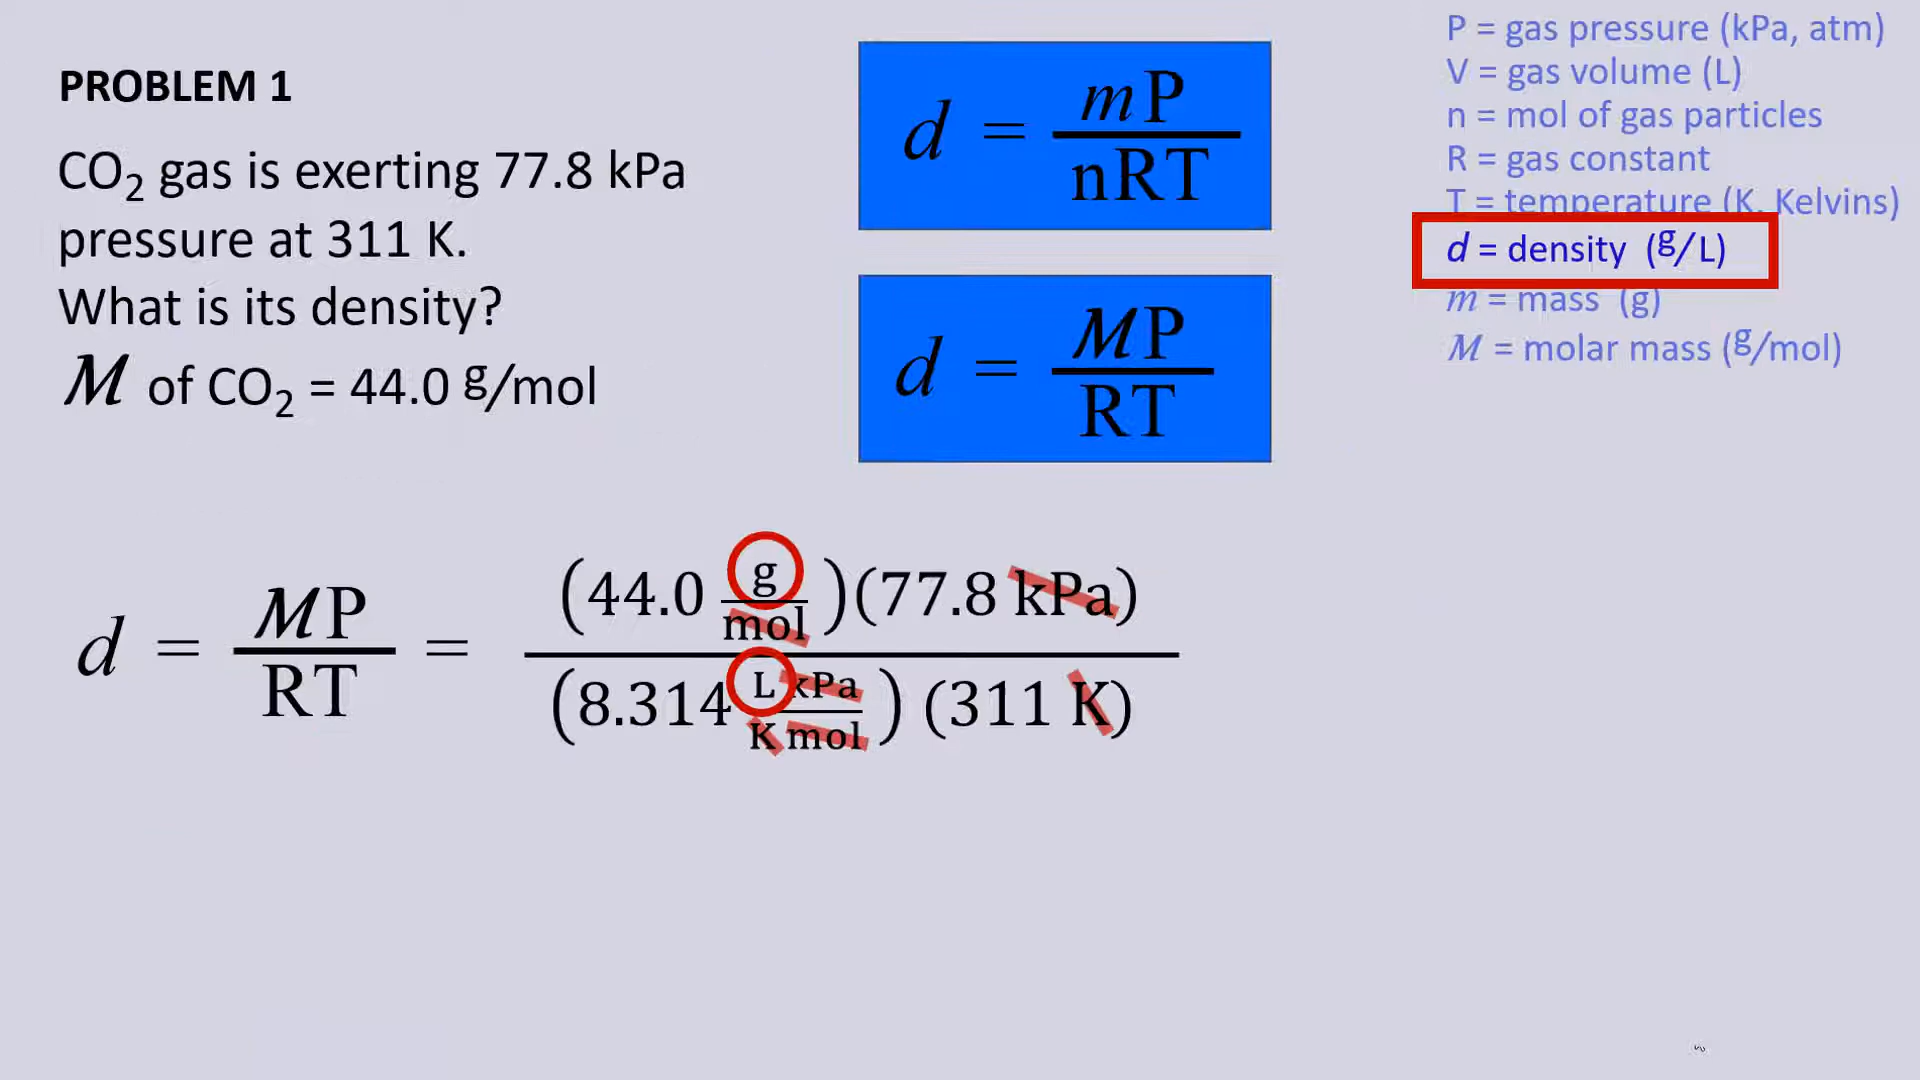 PROBLEM 1
CO₂ gas is exerting 77.8 kPa
pressure at 311 K.
What is its density?
M of CO₂ = 44.0 g/mol
d = mP/nRT
d = MP/RT
P = gas pressure (kPa, atm)
V = gas volume (L)
n = mol of gas particles
R = gas constant
T = temperature (K, Kelvins)
d = density (g/L)
m = mass (g)
M = molar mass (g/mol)
d = MP/RT = (44.0 g/mol)(77.8 kPa) / (8.314 L kPa/K mol)(311 K)